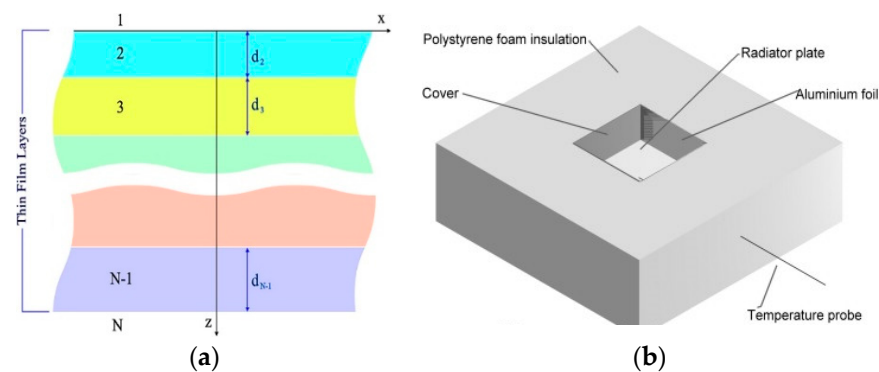 1
x
2
d₂
3
d₃
Thin Film Layers
N-1
d_{N-1}
N
z
(a)
Polystyrene foam insulation
Radiator plate
Cover
Aluminium foil
Temperature probe
(b)